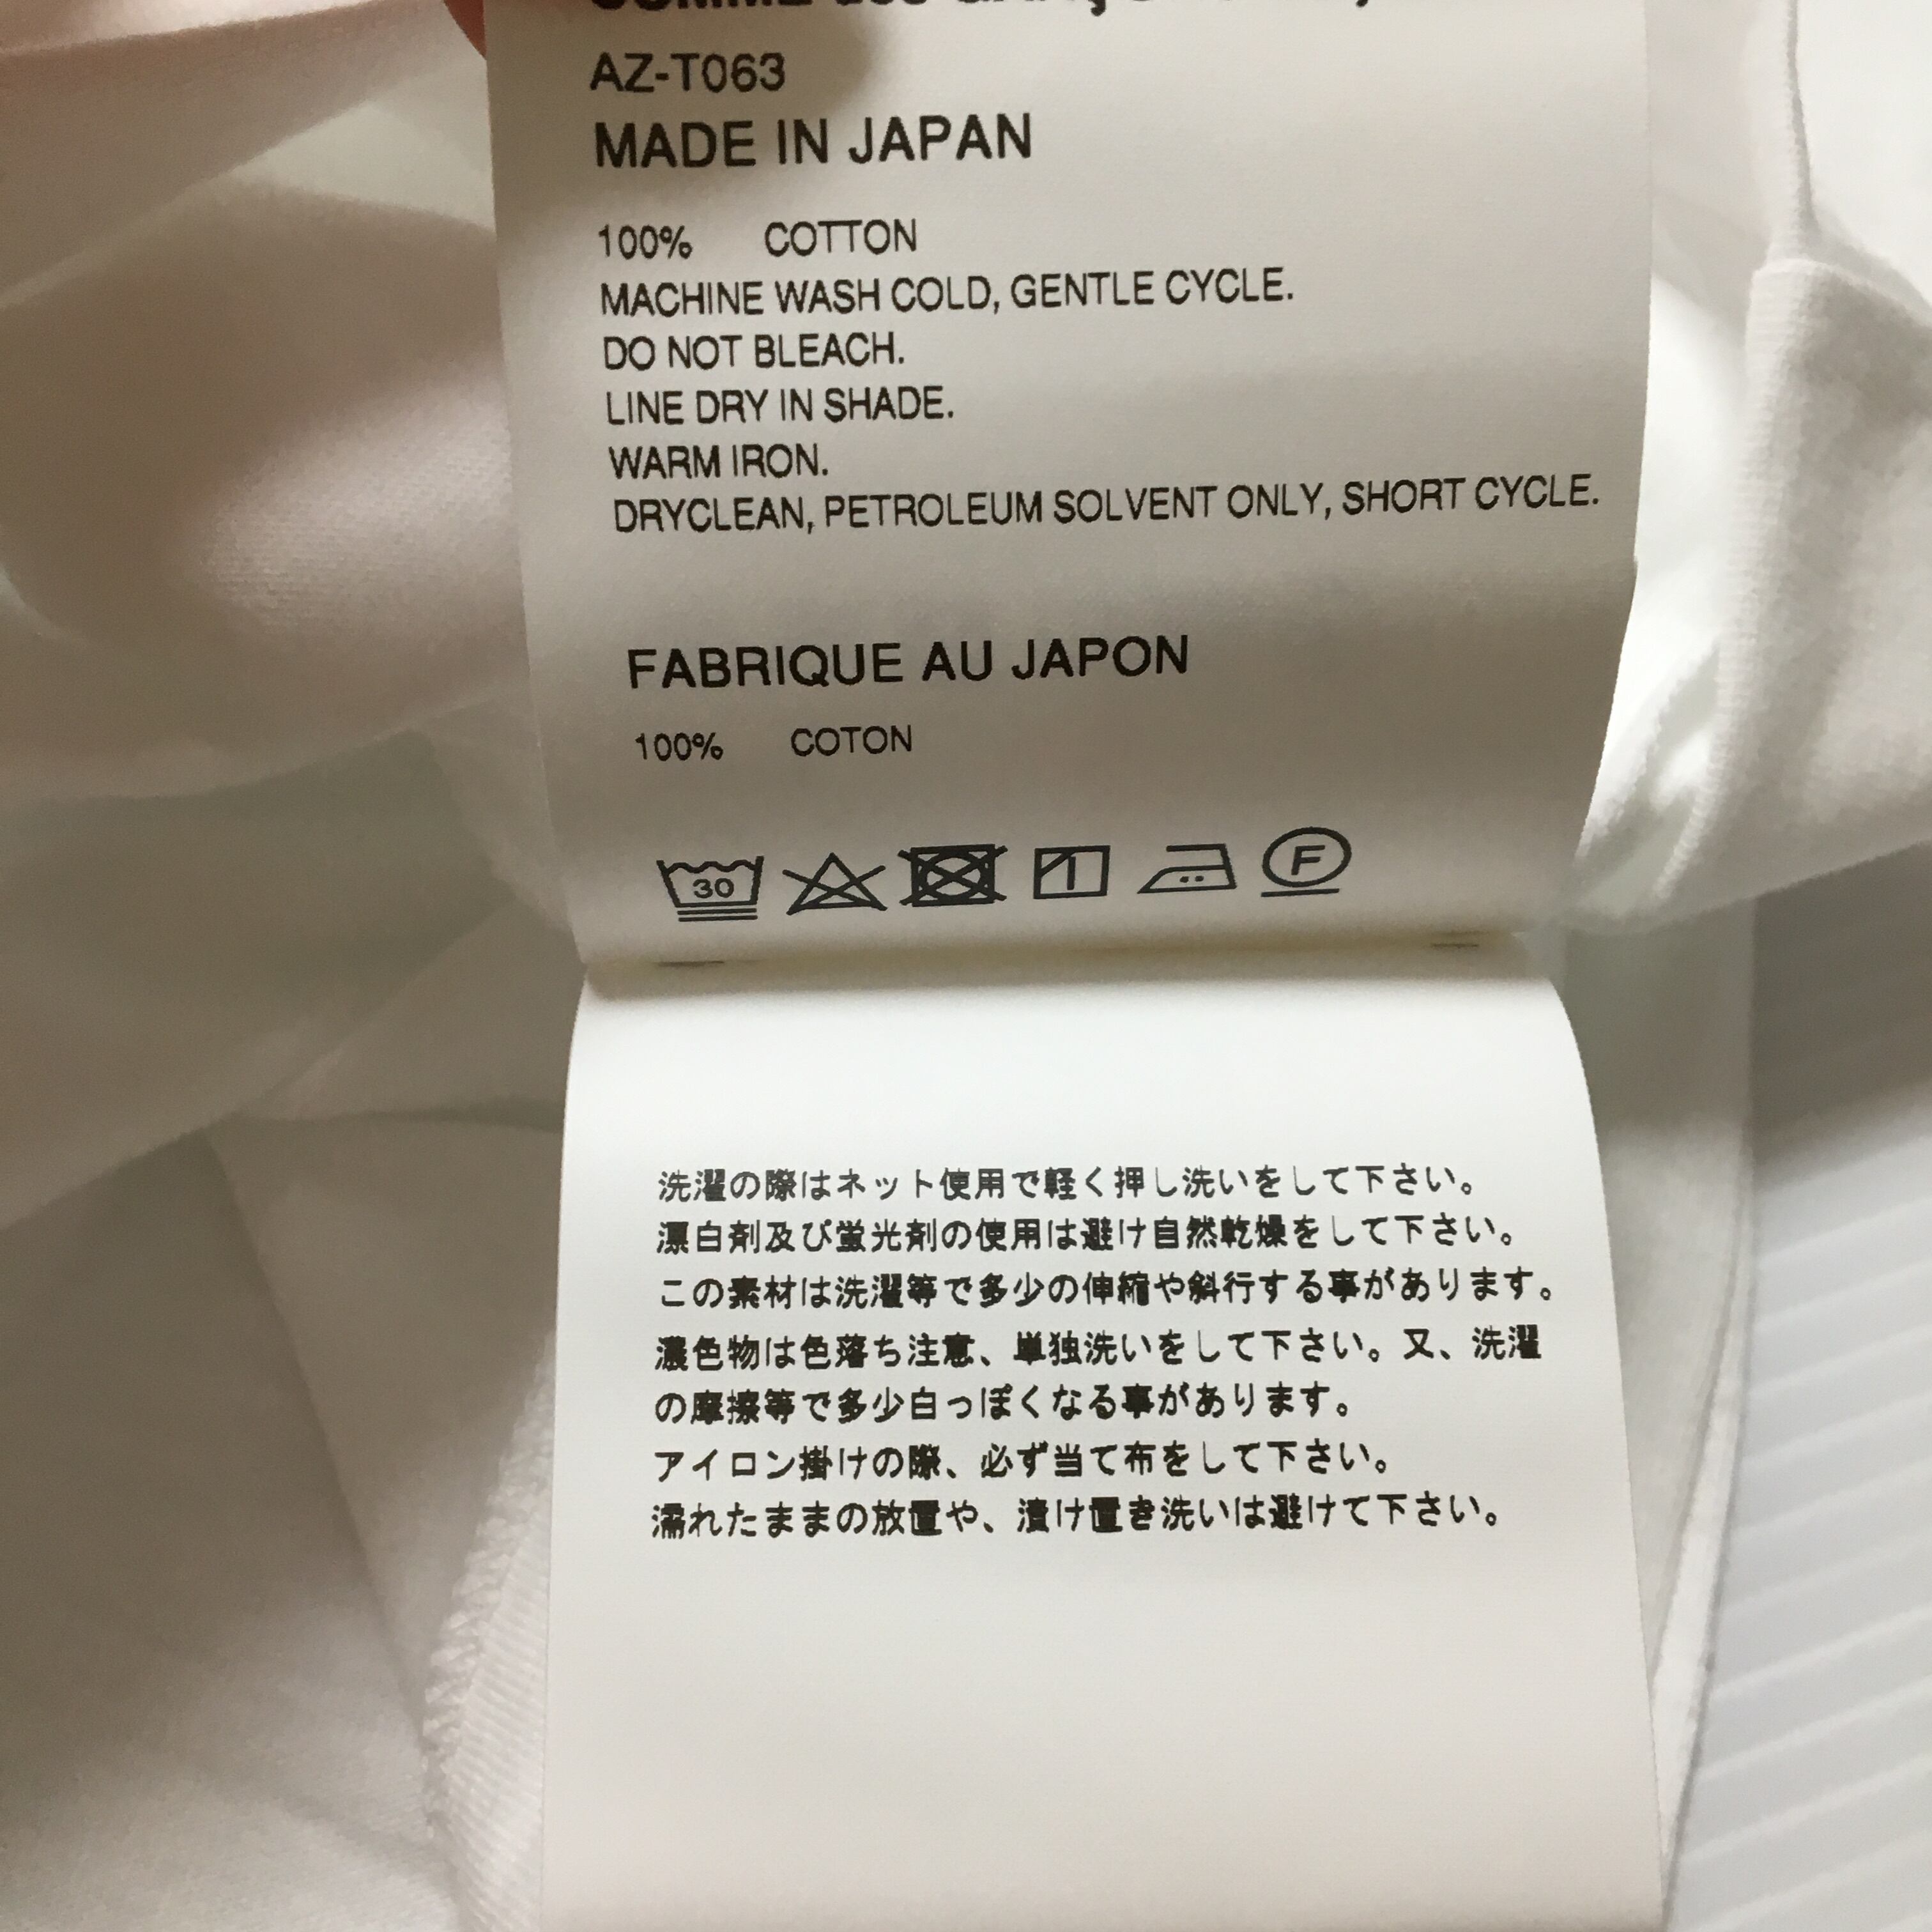 COMME des GARÇONS
AZ-T063
MADE IN JAPAN
100% COTTON
MACHINE WASH COLD, GENTLE CYCLE.
DO NOT BLEACH.
LINE DRY IN SHADE.
WARM IRON.
DRYCLEAN, PETROLEUM SOLVENT ONLY, SHORT CYCLE.
FABRIQUE AU JAPON
100% COTON
30 F
洗濯の際はネット使用で軽く押し洗いをして下さい。
漂白剤及び蛍光剤の使用は避け自然乾燥をして下さい。
この素材は洗濯等で多少の伸縮や斜行する事があります。
濃色物は色落ち注意、単独洗いをして下さい。又、洗濯
の摩擦等で多少白っぽくなる事があります。
アイロン掛けの際、必ず当て布をして下さい。
濡れたままの放置や、漬け置き洗いは避けて下さい。